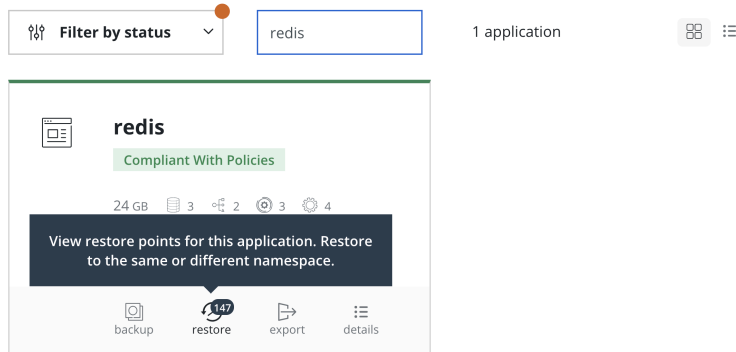 Filter by status
redis
1 application
redis
Compliant With Policies
24 GB 3 2 3 4
View restore points for this application. Restore
to the same or different namespace.
147
backup restore export details